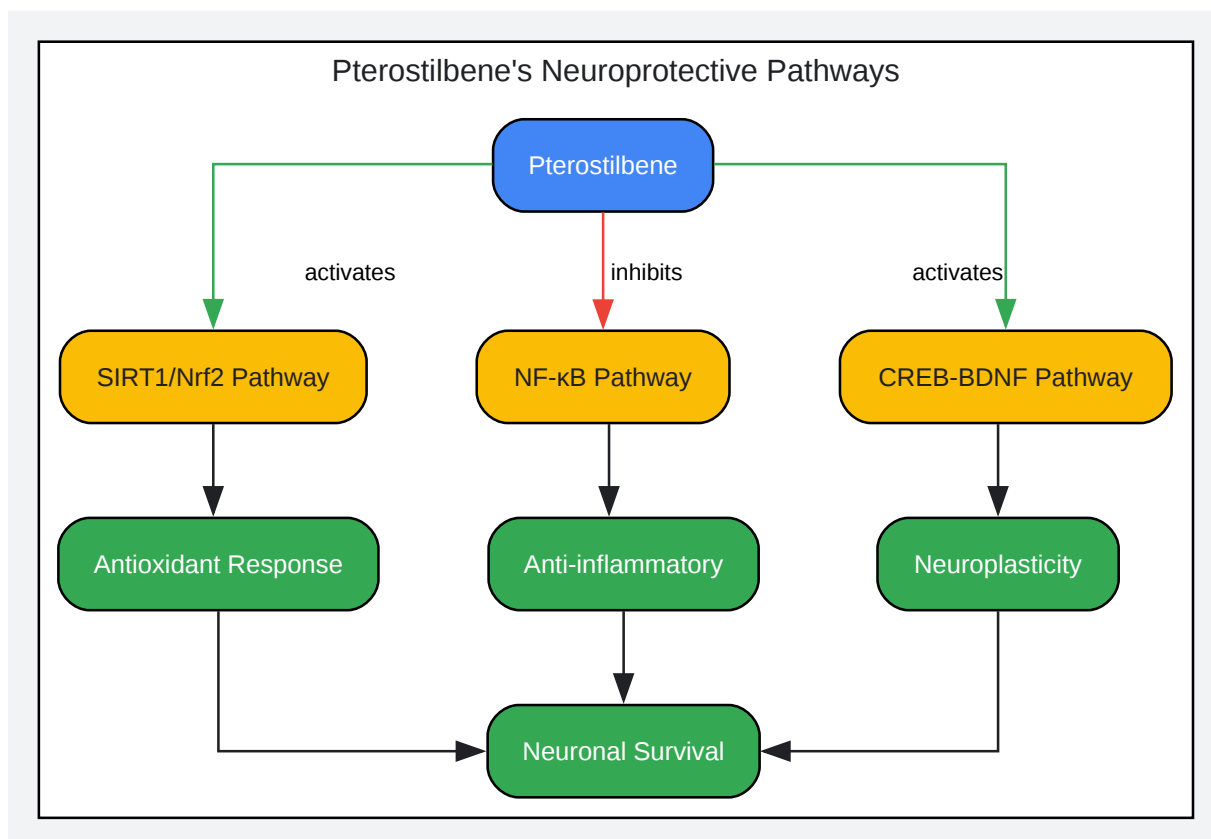 Pterostilbene's Neuroprotective Pathways
Pterostilbene
activates
inhibits
activates
SIRT1/Nrf2 Pathway
NF-κB Pathway
CREB-BDNF Pathway
Antioxidant Response
Anti-inflammatory
Neuroplasticity
Neuronal Survival